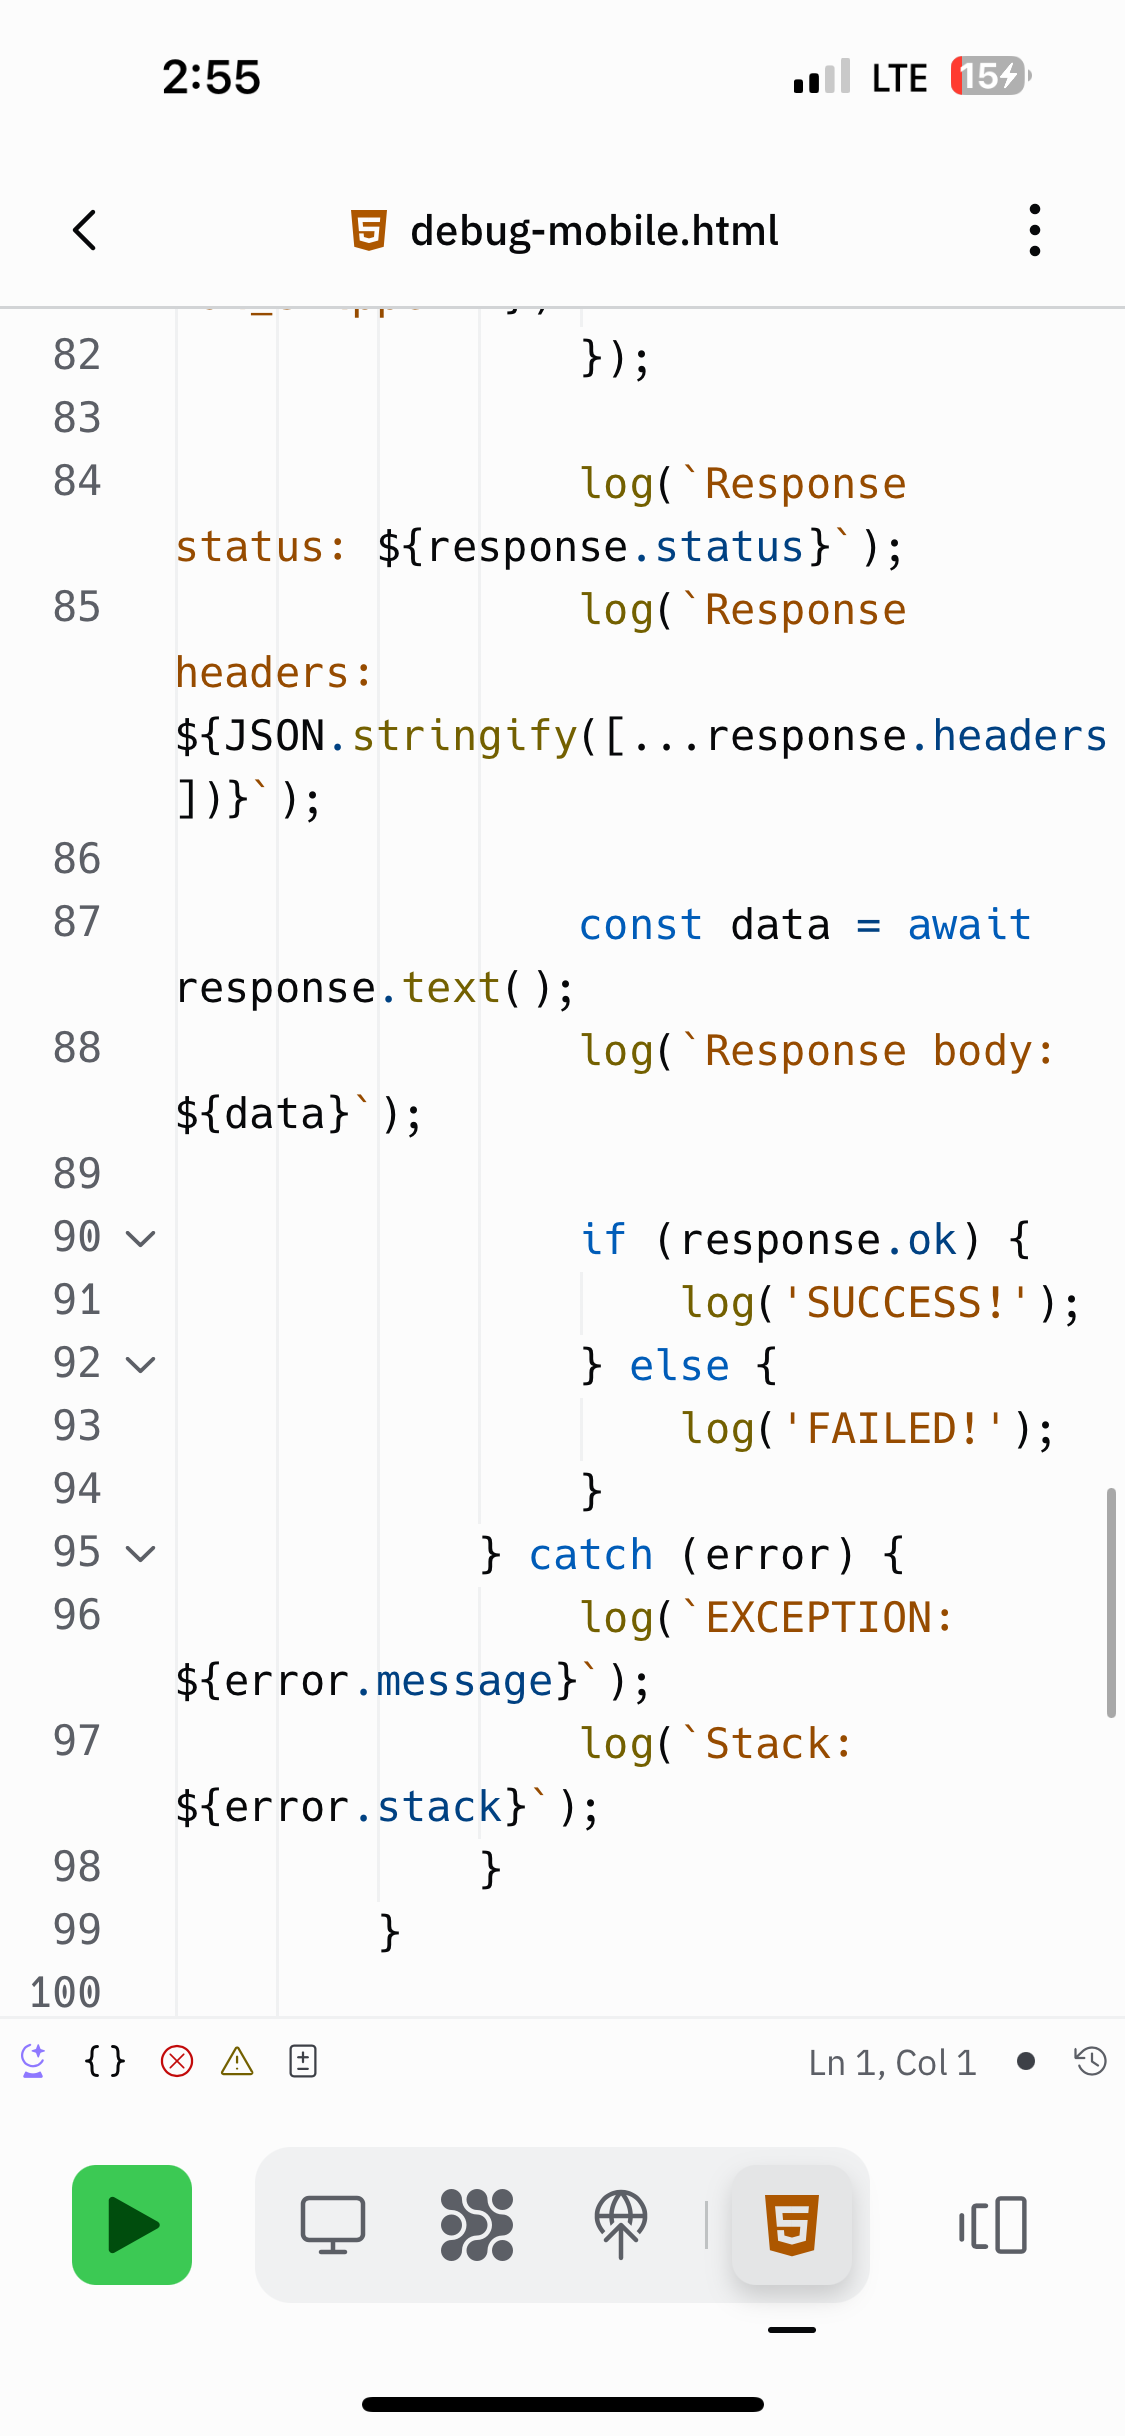 2:55
LTE
15
debug-mobile.html
82 });
83
84 log(`Response
status: ${response.status}`);
85 log(`Response
headers:
${JSON.stringify([...response.headers
])}`);
86
87 const data = await
response.text();
88 log(`Response body:
${data}`);
89
90 if (response.ok) {
91 log('SUCCESS!');
92 } else {
93 log('FAILED!');
94 }
95 } catch (error) {
96 log(`EXCEPTION:
${error.message}`);
97 log(`Stack:
${error.stack}`);
98 }
99 }
100
{} Ln 1, Col 1